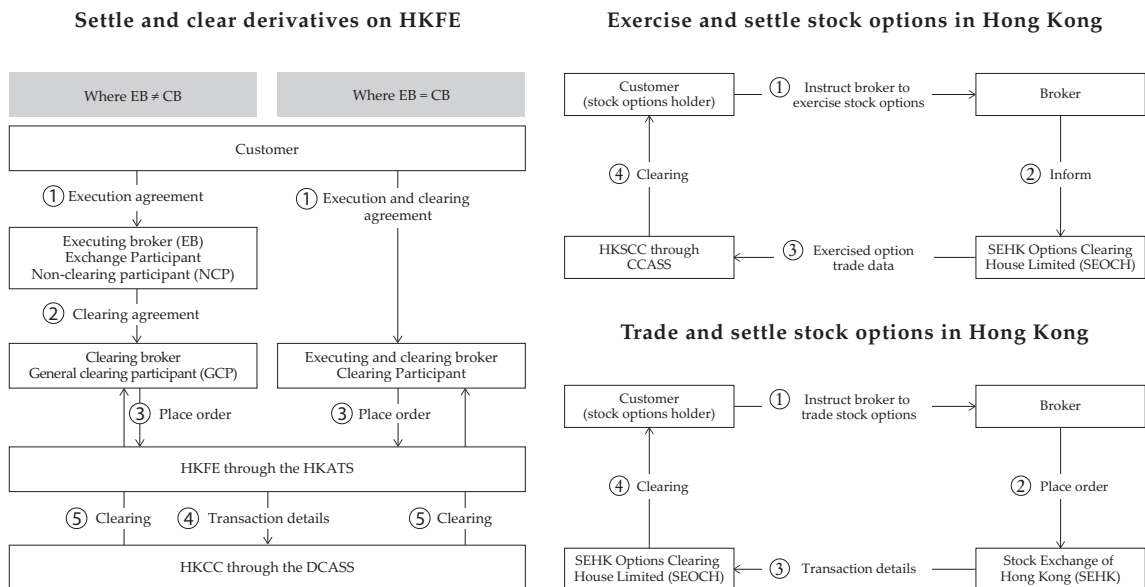 Settle and clear derivatives on HKFE
Where EB ≠ CB
Where EB = CB
Customer
① Execution agreement
① Execution and clearing
agreement
Executing broker (EB)
Exchange Participant
Non-clearing participant (NCP)
② Clearing agreement
Clearing broker
General clearing participant (GCP)
Executing and clearing broker
Clearing Participant
③ Place order
③ Place order
HKFE through the HKATS
⑤ Clearing
④ Transaction details
⑤ Clearing
HKCC through the DCASS
Exercise and settle stock options in Hong Kong
Customer
(stock options holder)
① Instruct broker to
exercise stock options
Broker
④ Clearing
② Inform
HKSCC through
CCASS
③ Exercised option
trade data
SEHK Options Clearing
House Limited (SEOCH)
Trade and settle stock options in Hong Kong
Customer
(stock options holder)
① Instruct broker to
trade stock options
Broker
④ Clearing
② Place order
SEHK Options Clearing
House Limited (SEOCH)
③ Transaction details
Stock Exchange of
Hong Kong (SEHK)